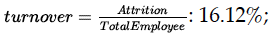 turnover = Attrition / TotalEmployee: 16.12%;